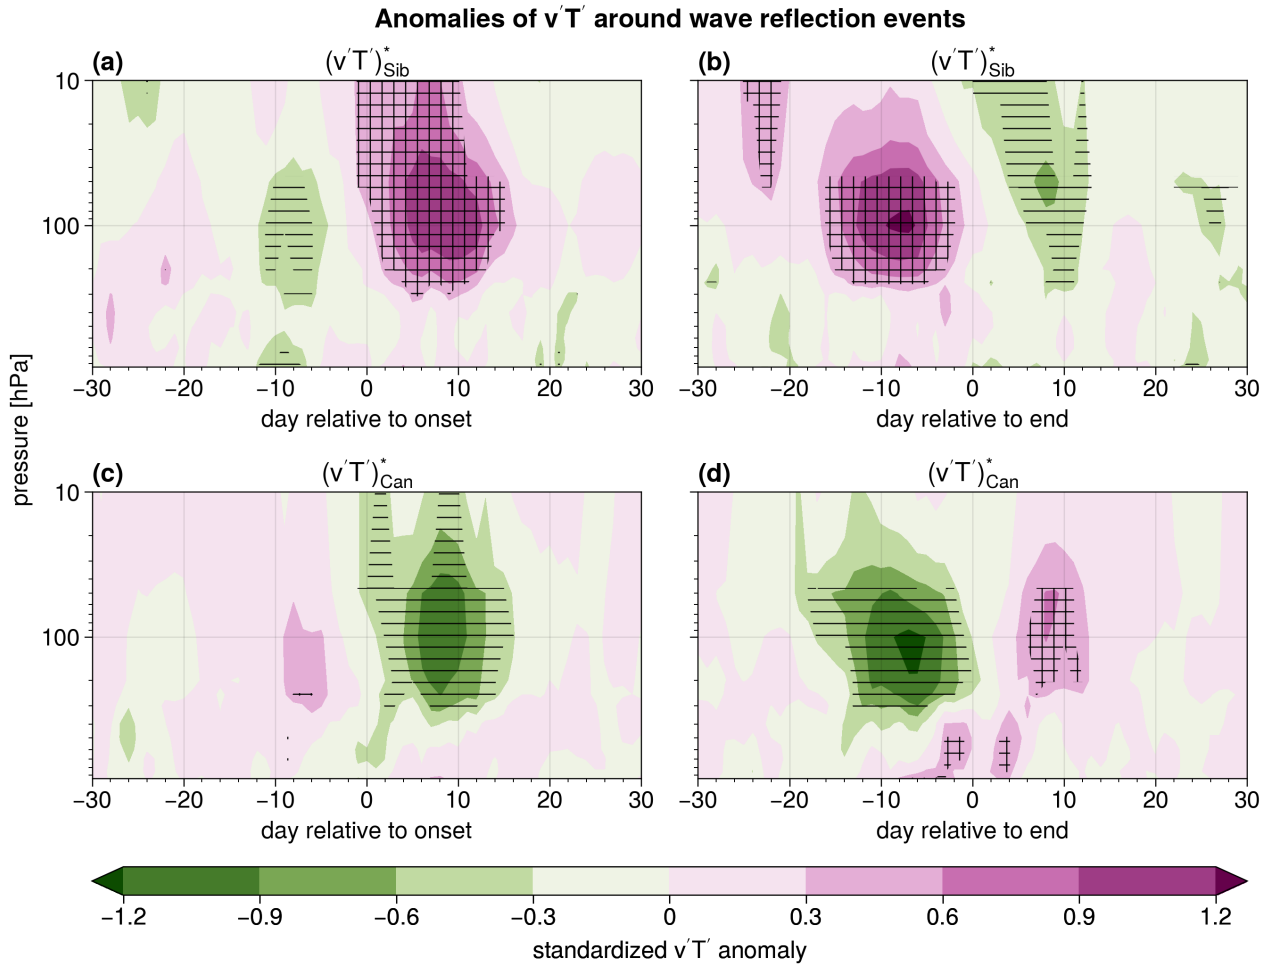 Anomalies of v′T′ around wave reflection events
(a) (v′T′)*Sib
(b) (v′T′)*Sib
10
100
−30 −20 −10 0 10 20 30
−30 −20 −10 0 10 20 30
day relative to onset
day relative to end
pressure [hPa]
(c) (v′T′)*Can
(d) (v′T′)*Can
10
100
−30 −20 −10 0 10 20 30
−30 −20 −10 0 10 20 30
day relative to onset
day relative to end
−1.2 −0.9 −0.6 −0.3 0 0.3 0.6 0.9 1.2
standardized v′T′ anomaly